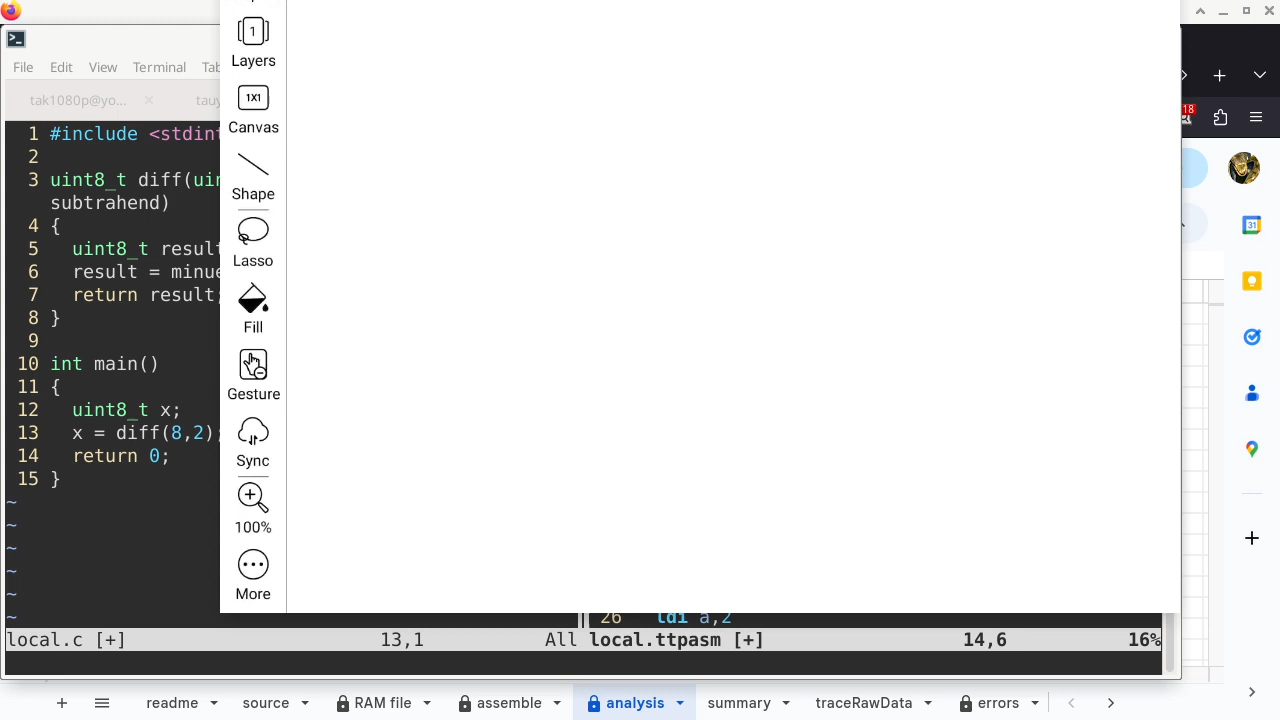 1
Layers
1X1
Canvas
Shape
Lasso
Fill
Gesture
Sync
100%
More
File Edit View Terminal Tab
tak1080p@yo... × tauy
1 #include <stdint
2
3 uint8_t diff(uin
subtrahend)
4 {
5 uint8_t result
6 result = minue
7 return result;
8 }
9
10 int main()
11 {
12 uint8_t x;
13 x = diff(8,2);
14 return 0;
15 }
~
~
~
~
~
~
26 ldi a,2
local.c [+] 13,1 All local.ttpasm [+] 14,6 16%
18
31
readme source RAM file assemble analysis summary traceRawData errors